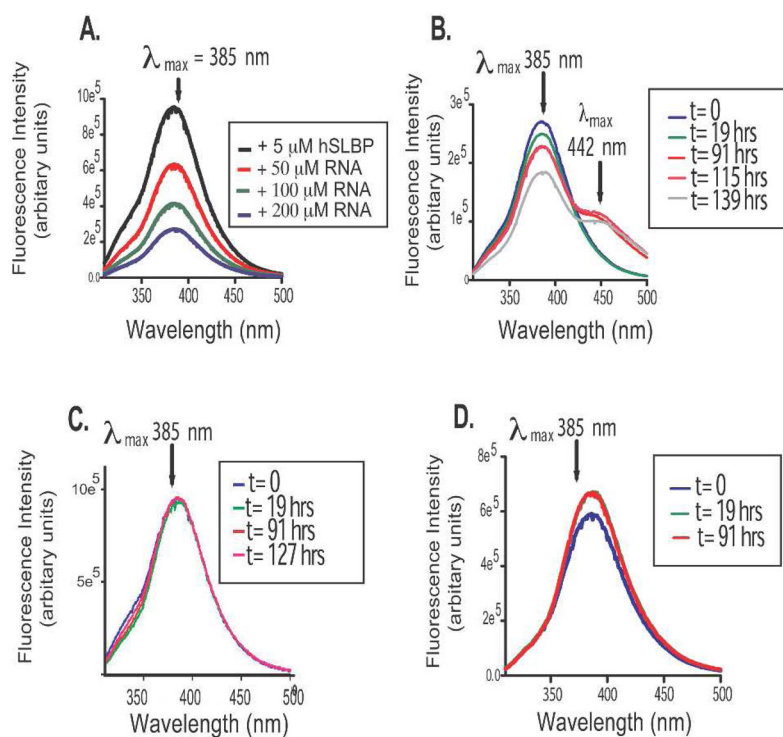 A.
λ max = 385 nm
Fluorescence Intensity
(arbitary units)
10e⁵
8e⁵
6e⁵
4e⁵
2e⁵
0.0
350
400
450
500
Wavelength (nm)
+ 5 μM hSLBP
+ 50 μM RNA
+ 100 μM RNA
+ 200 μM RNA
B.
λ max 385 nm
λmax
442 nm
Fluorescence Intensity
(arbitary units)
3e⁵
2e⁵
1e⁵
0.0
350
400
450
500
Wavelength (nm)
t= 0
t= 19 hrs
t= 91 hrs
t= 115 hrs
t= 139 hrs
C.
λ max 385 nm
Fluorescence Intensity
(arbitary units)
10e⁵
5e⁵
350
400
450
500
Wavelength (nm)
t= 0
t= 19 hrs
t= 91 hrs
t= 127 hrs
D.
λ max 385 nm
Fluorescence Intensity
(arbitary units)
8e⁵
6e⁵
4e⁵
2e⁵
0.0
350
400
450
500
Wavelength (nm)
t= 0
t= 19 hrs
t= 91 hrs